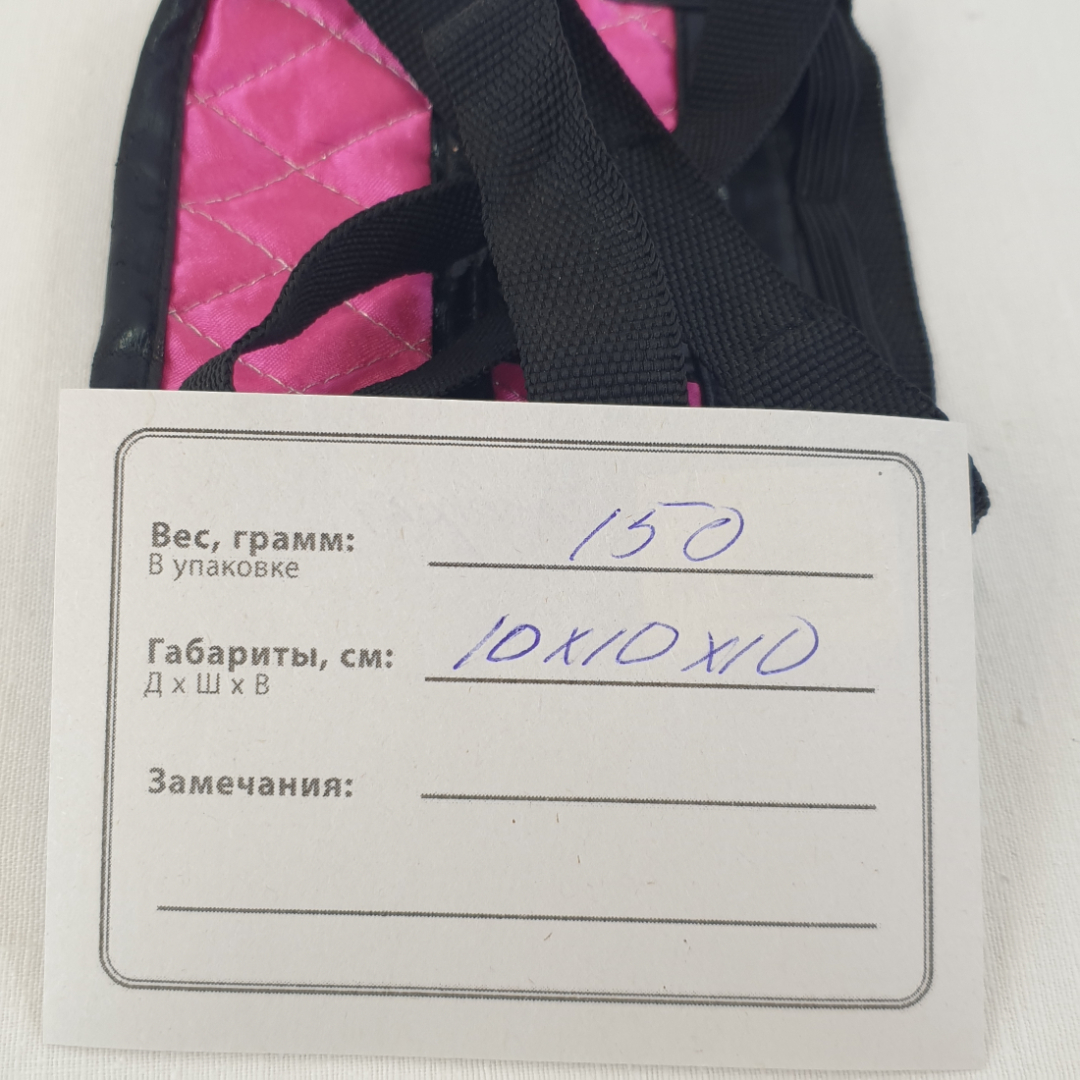 Вес, грамм: 150
В упаковке
Габариты, см: 10x10x10
Д х Ш х В
Замечания: